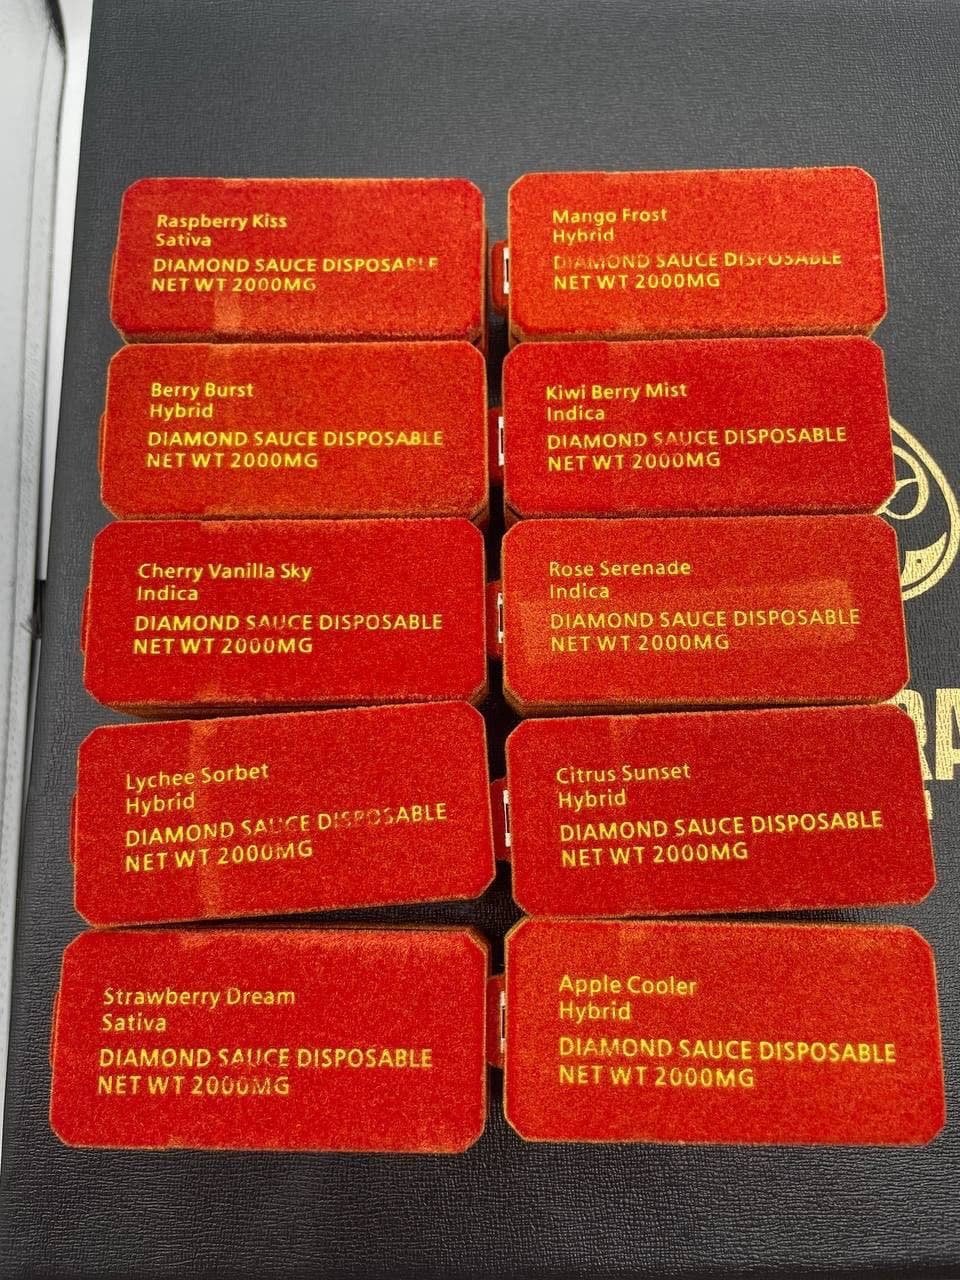 Raspberry Kiss
Sativa
DIAMOND SAUCE DISPOSABLE
NET WT 2000MG
Mango Frost
Hybrid
DIAMOND SAUCE DISPOSABLE
NET WT 2000MG
Berry Burst
Hybrid
DIAMOND SAUCE DISPOSABLE
NET WT 2000MG
Kiwi Berry Mist
Indica
DIAMOND SAUCE DISPOSABLE
NET WT 2000MG
Cherry Vanilla Sky
Indica
DIAMOND SAUCE DISPOSABLE
NET WT 2000MG
Rose Serenade
Indica
DIAMOND SAUCE DISPOSABLE
NET WT 2000MG
Lychee Sorbet
Hybrid
DIAMOND SAUCE DISPOSABLE
NET WT 2000MG
Citrus Sunset
Hybrid
DIAMOND SAUCE DISPOSABLE
NET WT 2000MG
Strawberry Dream
Sativa
DIAMOND SAUCE DISPOSABLE
NET WT 2000MG
Apple Cooler
Hybrid
DIAMOND SAUCE DISPOSABLE
NET WT 2000MG